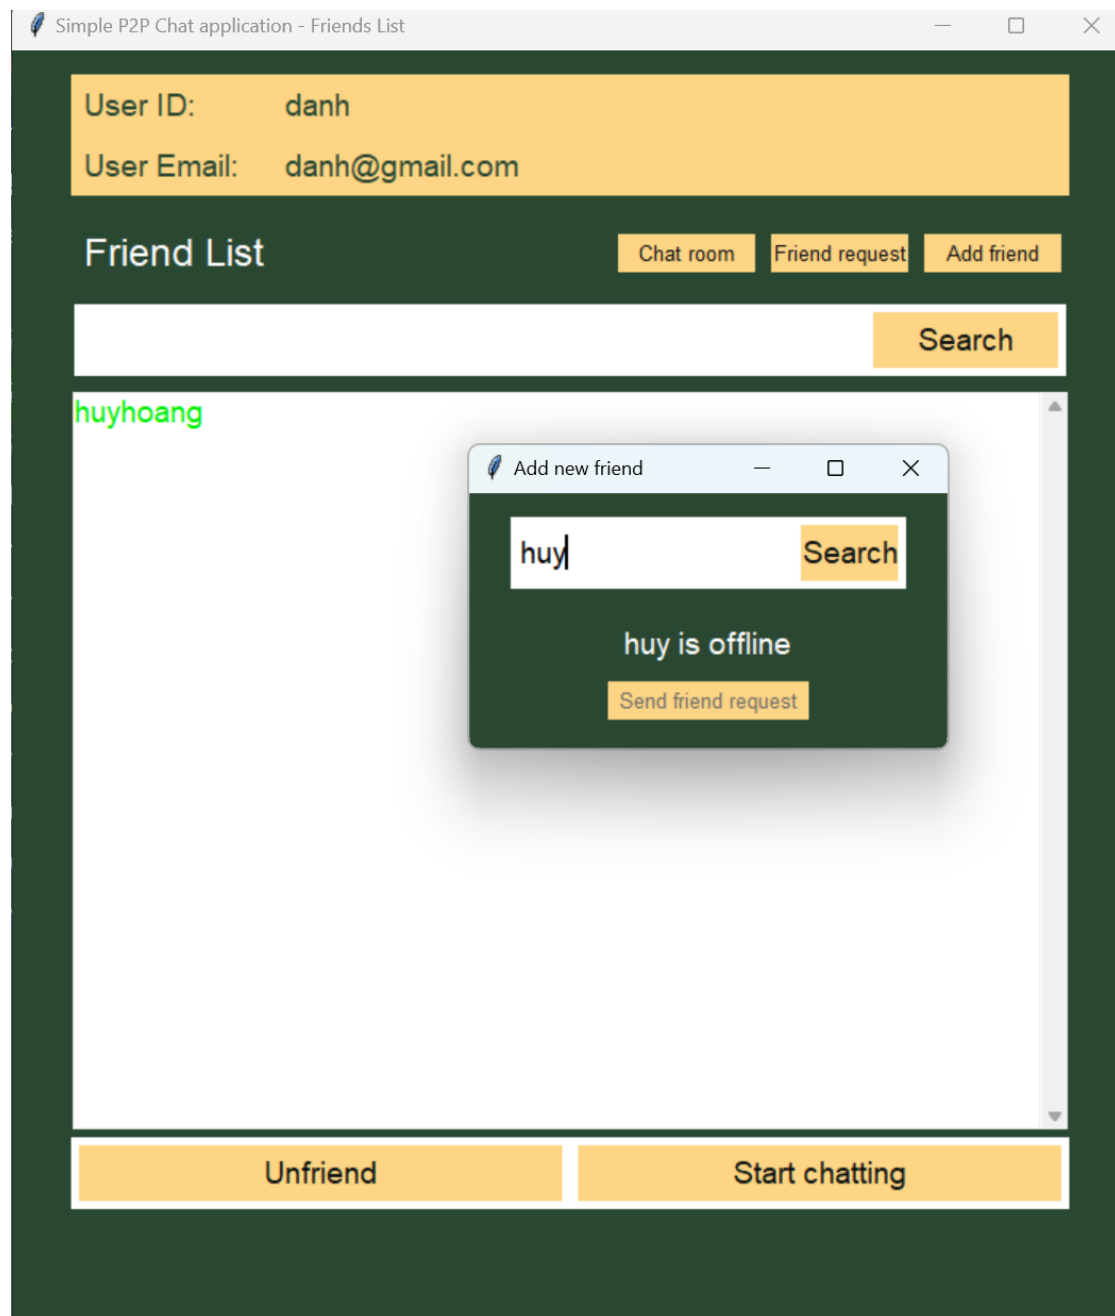 Simple P2P Chat application - Friends List
User ID: danh
User Email: danh@gmail.com
Friend List
Chat room Friend request Add friend
Search
huyhoang
Add new friend
huy Search
huy is offline
Send friend request
Unfriend Start chatting